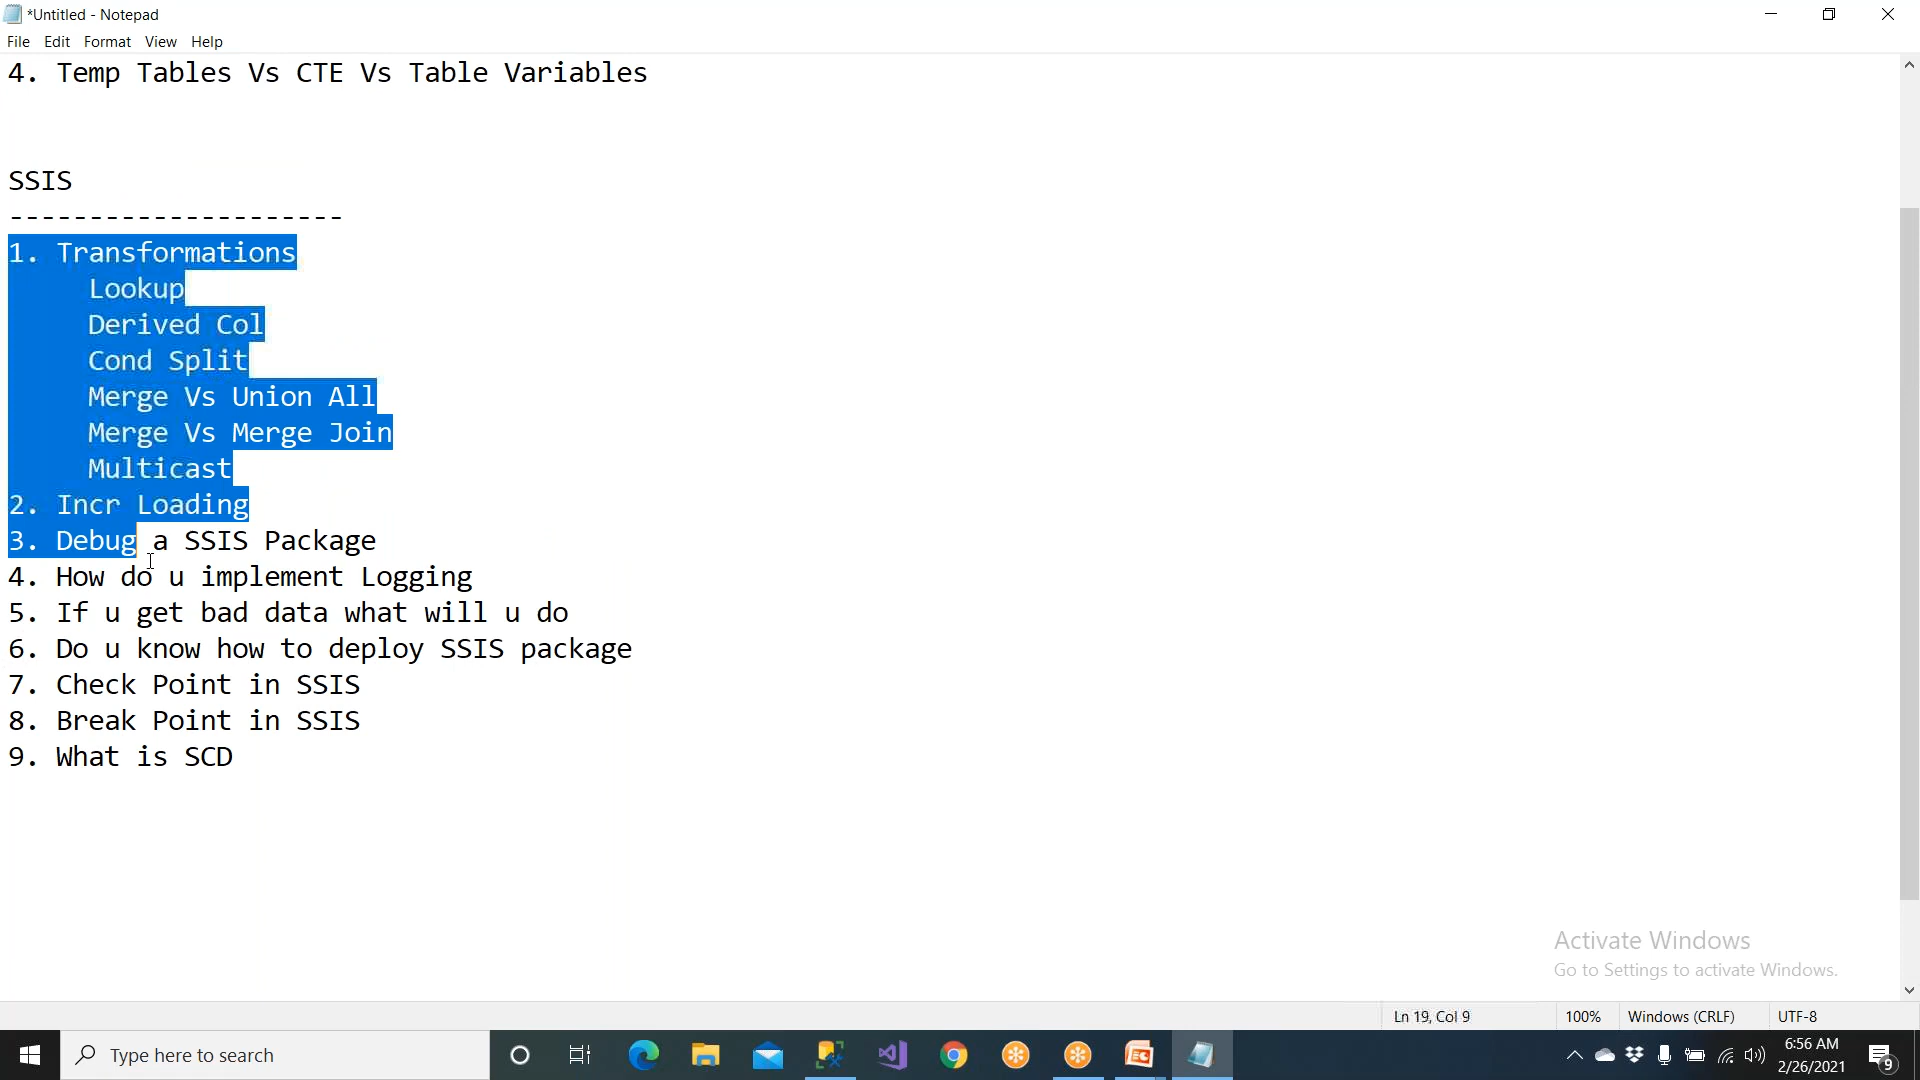 *Untitled - Notepad
File Edit Format View Help
4. Temp Tables Vs CTE Vs Table Variables
SSIS
---------------------
1. Transformations
Lookup
Derived Col
Cond Split
Merge Vs Union All
Merge Vs Merge Join
Multicast
2. Incr Loading
3. Debug a SSIS Package
4. How do u implement Logging
5. If u get bad data what will u do
6. Do u know how to deploy SSIS package
7. Check Point in SSIS
8. Break Point in SSIS
9. What is SCD
Activate Windows
Go to Settings to activate Windows.
Ln 19, Col 9 100% Windows (CRLF) UTF-8
Type here to search
6:56 AM
2/26/2021
9